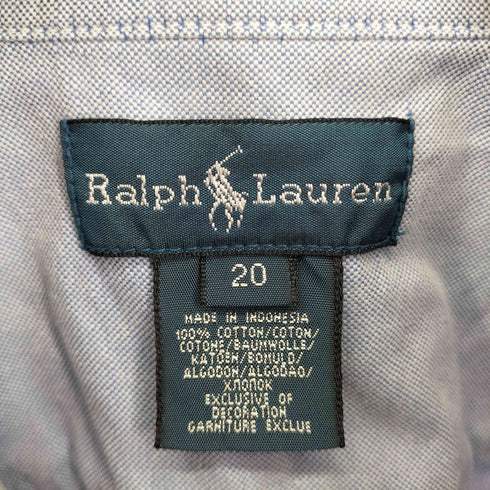 Ralph Lauren
20
MADE IN INDONESIA
100% COTTON/COTON/
COTONE/BAUMWOLLE/
KATOEN/BOMULD/
ALGODON/ALGODAO/
ХЛОПОК
EXCLUSIVE OF
DECORATION
GARNITURE EXCLUE